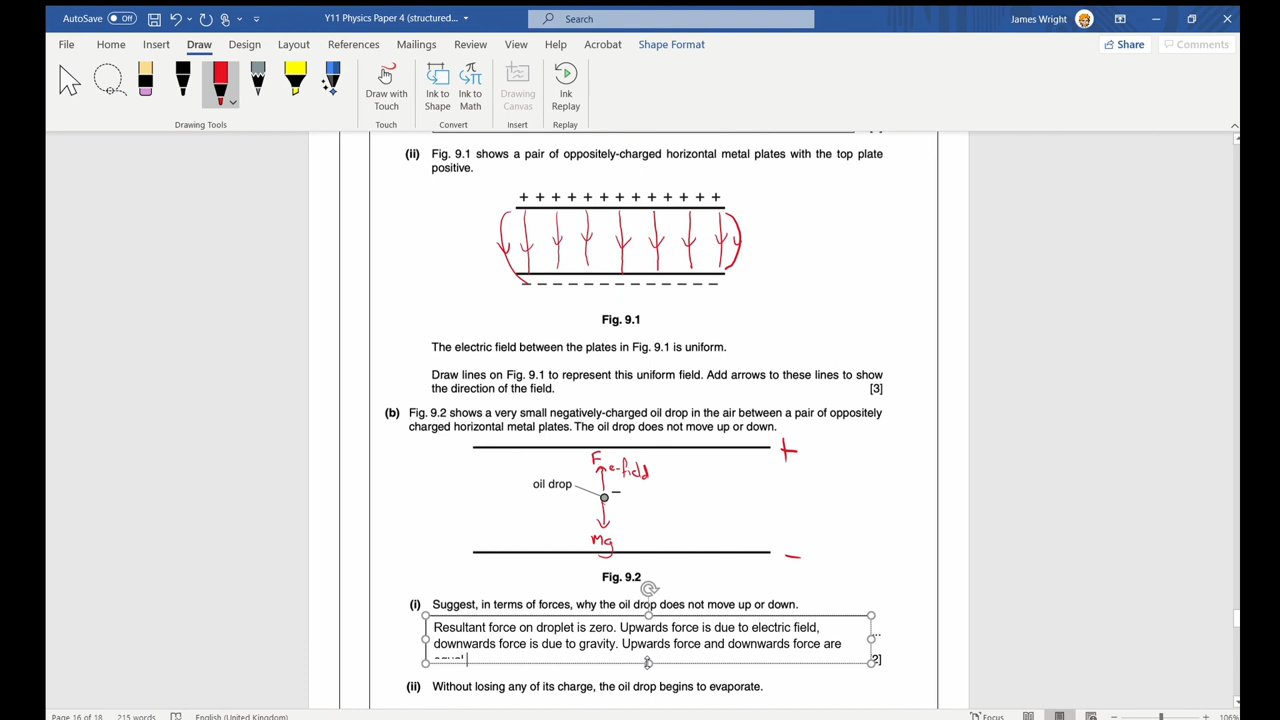 AutoSave Off Y11 Physics Paper 4 (structured... Search James Wright
File Home Insert Draw Design Layout References Mailings Review View Help Acrobat Shape Format Share Comments
Draw with Touch
Ink to Shape
Ink to Math
Drawing Canvas
Ink Replay
Drawing Tools Touch Convert Insert Replay
(ii) Fig. 9.1 shows a pair of oppositely-charged horizontal metal plates with the top plate
positive.
+ + + + + + + + + + + + +
– – – – – – – – – – – – –
Fig. 9.1
The electric field between the plates in Fig. 9.1 is uniform.
Draw lines on Fig. 9.1 to represent this uniform field. Add arrows to these lines to show
the direction of the field. [3]
(b) Fig. 9.2 shows a very small negatively-charged oil drop in the air between a pair of oppositely
charged horizontal metal plates. The oil drop does not move up or down.
+
F
e-field
oil drop –
Mg
–
Fig. 9.2
(i) Suggest, in terms of forces, why the oil drop does not move up or down.
Resultant force on droplet is zero. Upwards force is due to electric field,
downwards force is due to gravity. Upwards force and downwards force are
equal
2]
(ii) Without losing any of its charge, the oil drop begins to evaporate.
Page 16 of 18 215 words English (United Kingdom) Focus 106%